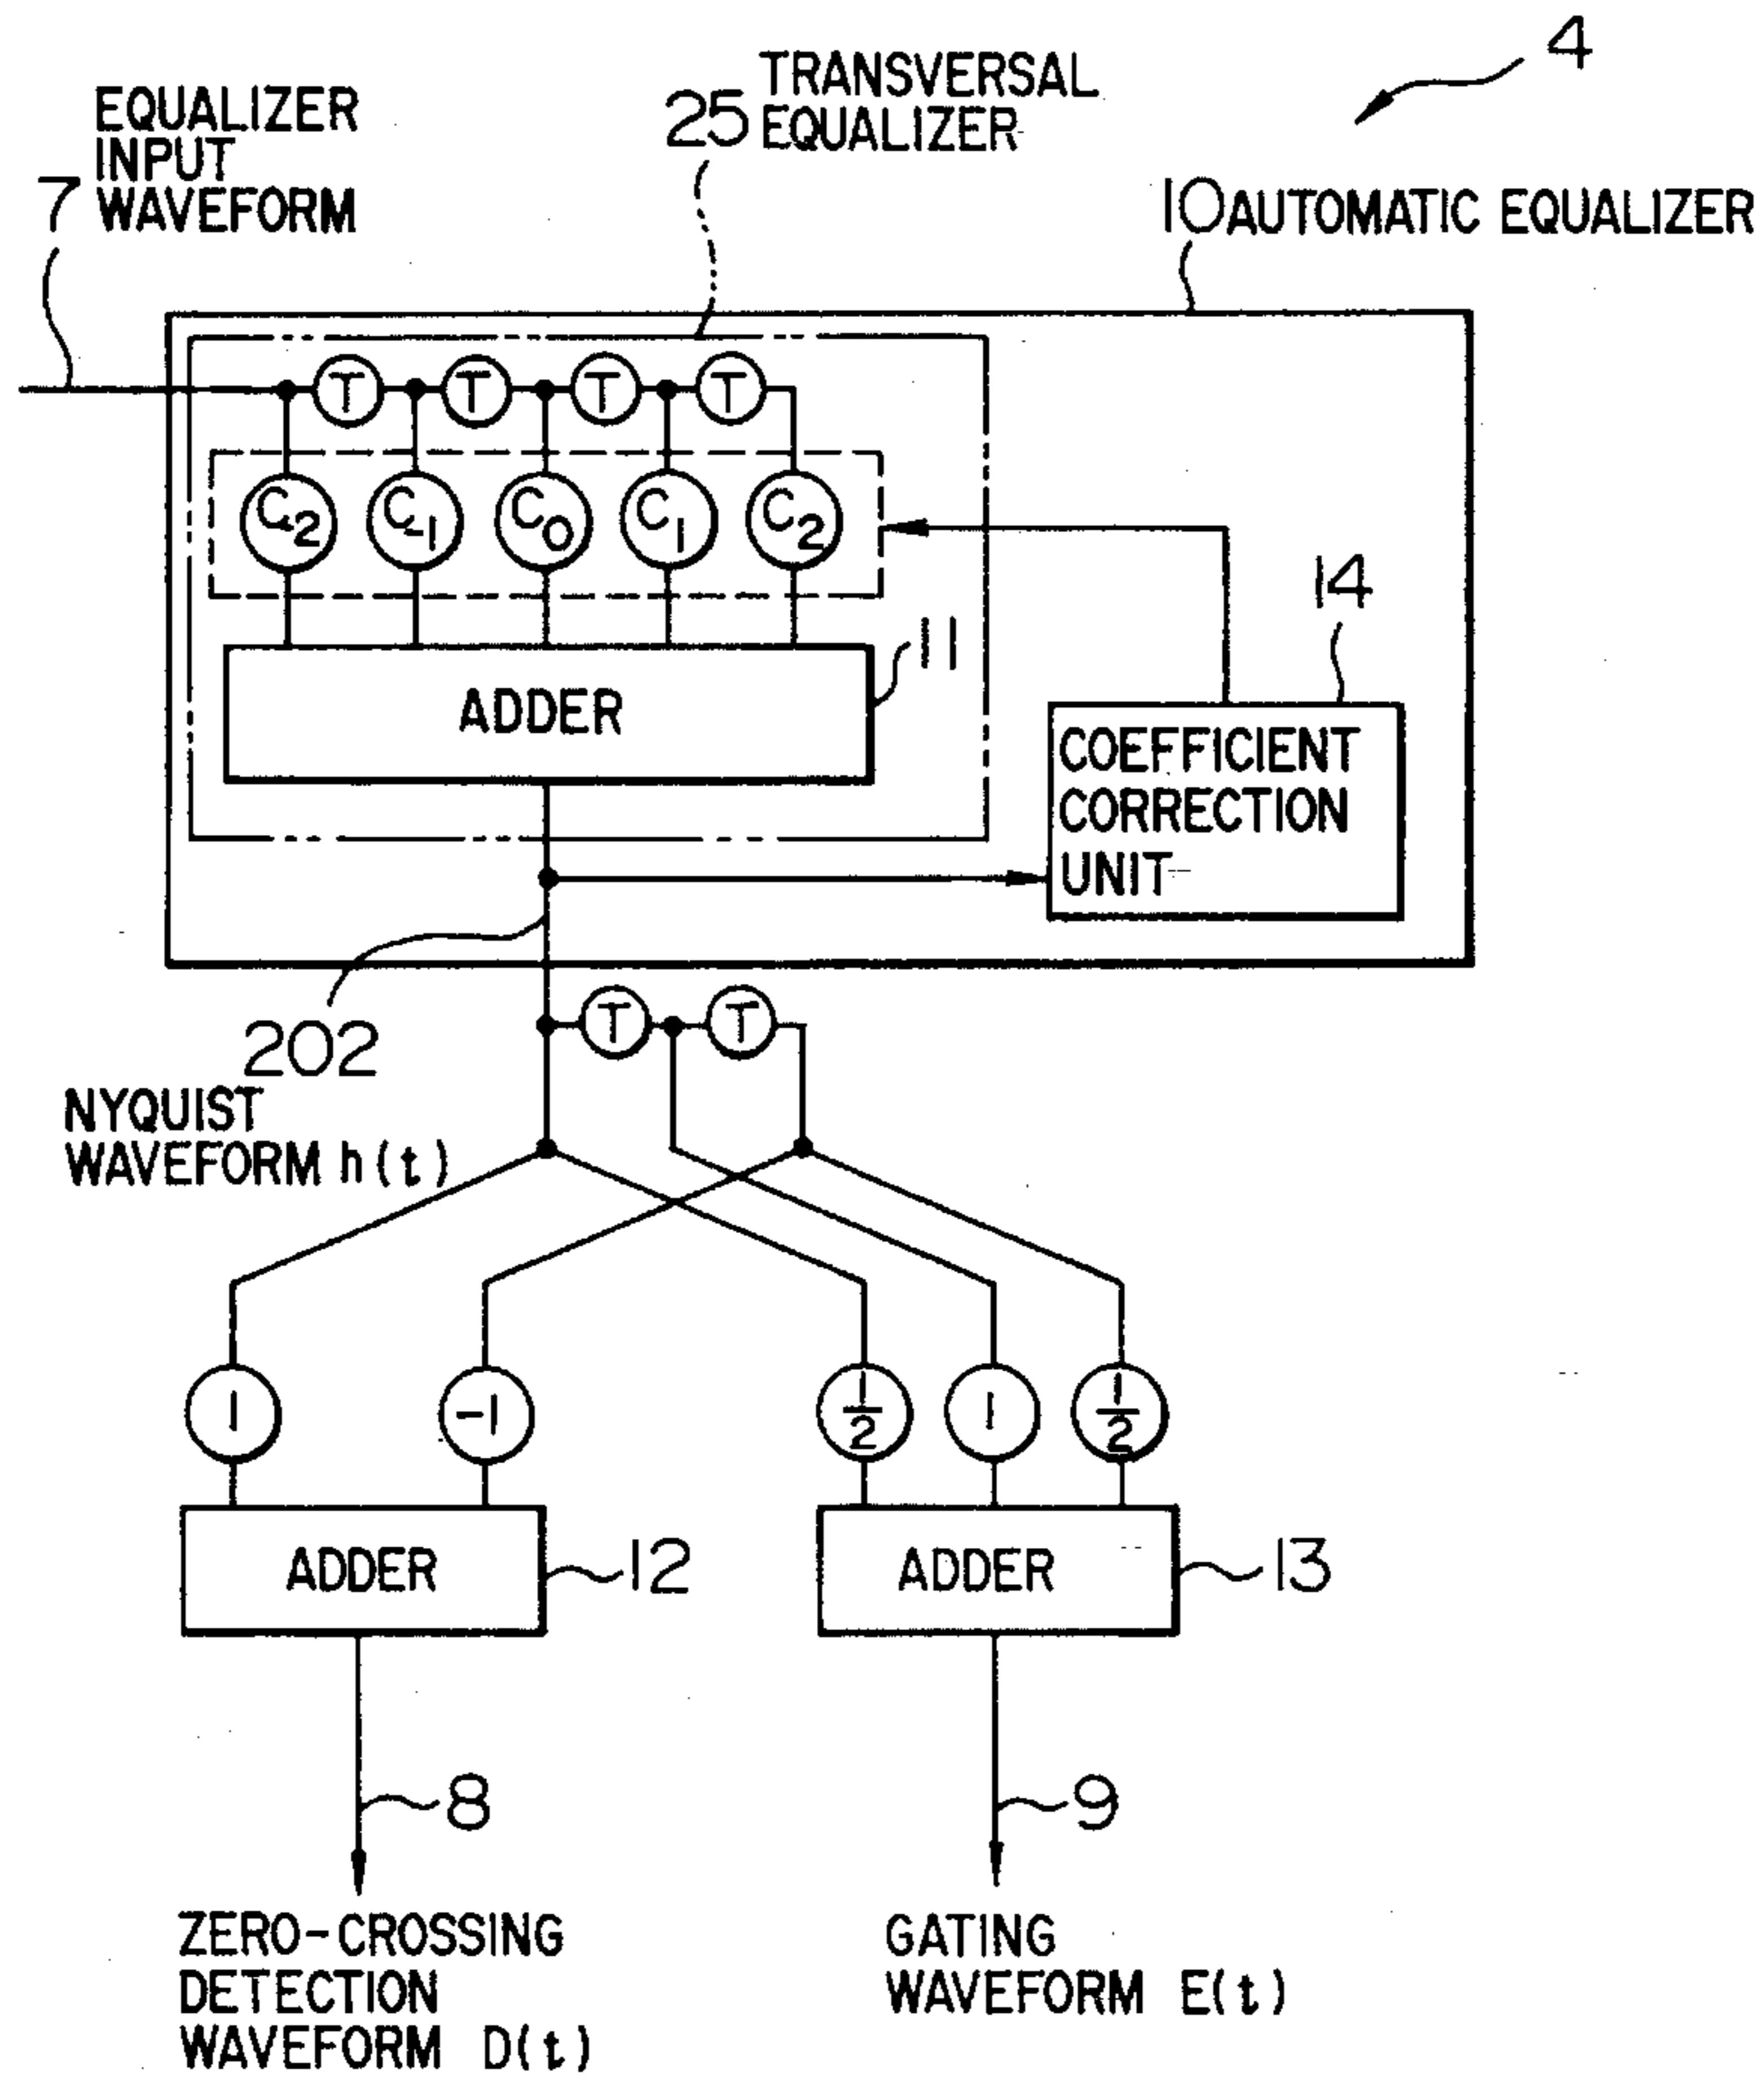 4
TRANSVERSAL
25 EQUALIZER
EQUALIZER
INPUT
7 WAVEFORM
10 AUTOMATIC EQUALIZER
T T T T
C-2 C-1 C0 C1 C2
11
ADDER
14
COEFFICIENT
CORRECTION
UNIT
202
T T
NYQUIST
WAVEFORM h(t)
1 -1 1/2 1 1/2
ADDER 12 ADDER 13
8 9
ZERO-CROSSING
DETECTION
WAVEFORM D(t)
GATING
WAVEFORM E(t)